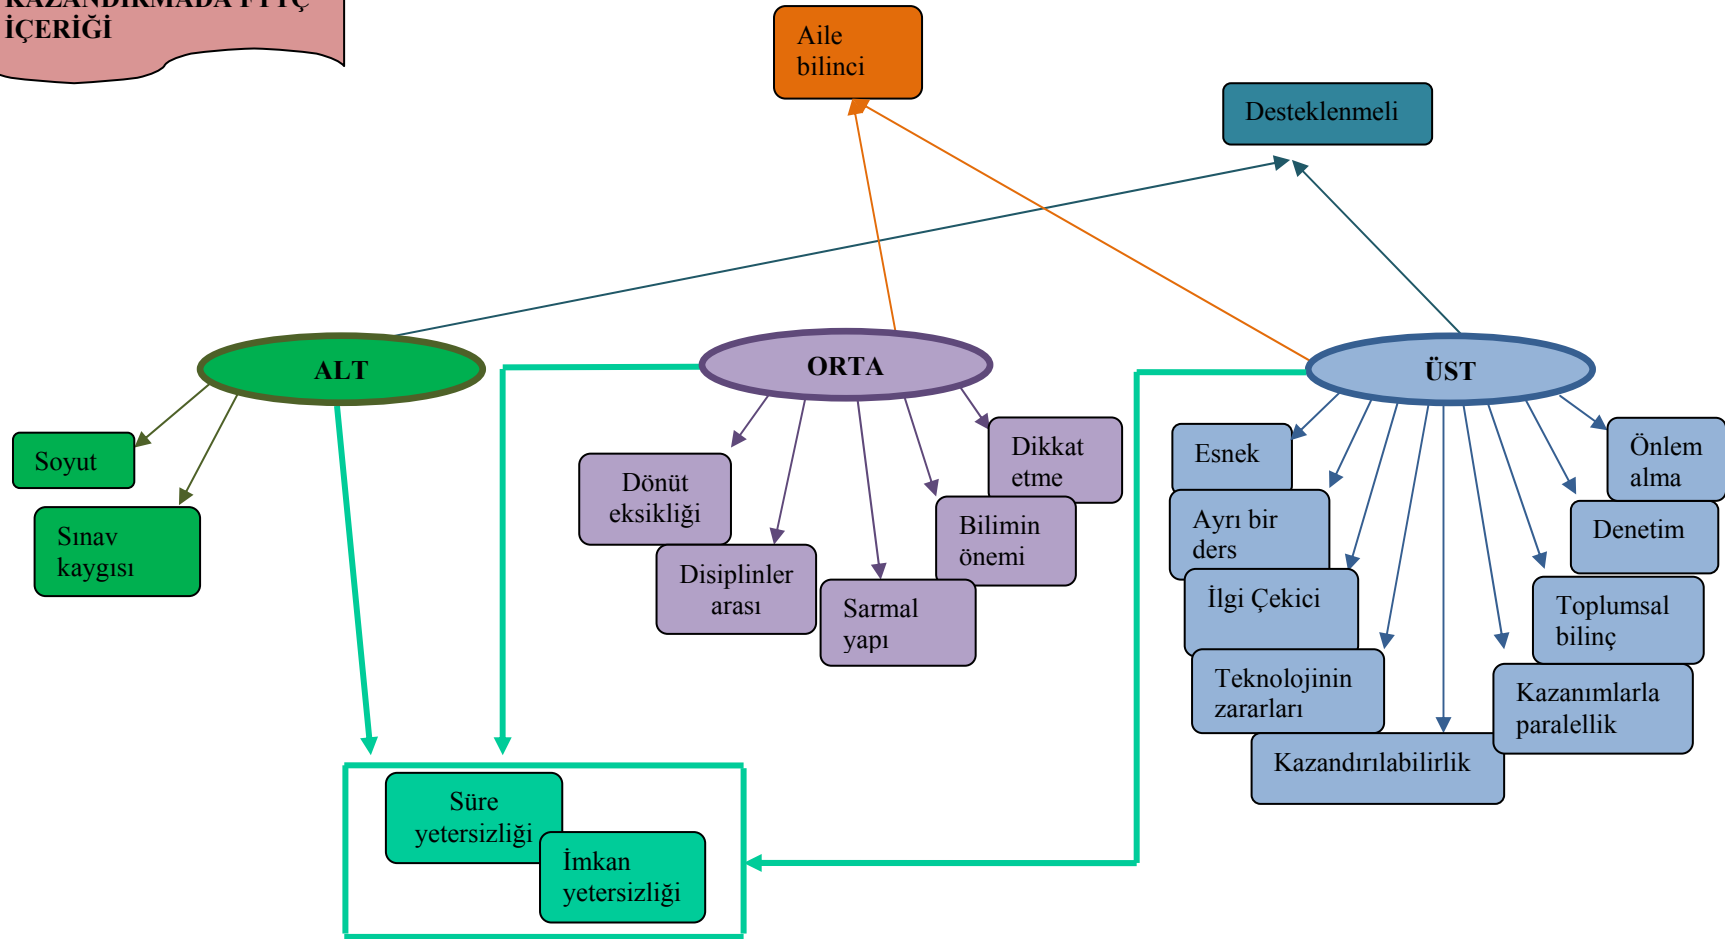 İÇERİĞİ
Aile
bilinci
Desteklenmeli
ALT
ORTA
ÜST
Soyut
Sınav
kaygısı
Dönüt
eksikliği
Disiplinler
arası
Sarmal
yapı
Bilimin
önemi
Dikkat
etme
Esnek
Ayrı bir
ders
İlgi Çekici
Teknolojinin
zararları
Kazandırılabilirlik
Kazanımlarla
paralellik
Toplumsal
bilinç
Denetim
Önlem
alma
Süre
yetersizliği
İmkan
yetersizliği